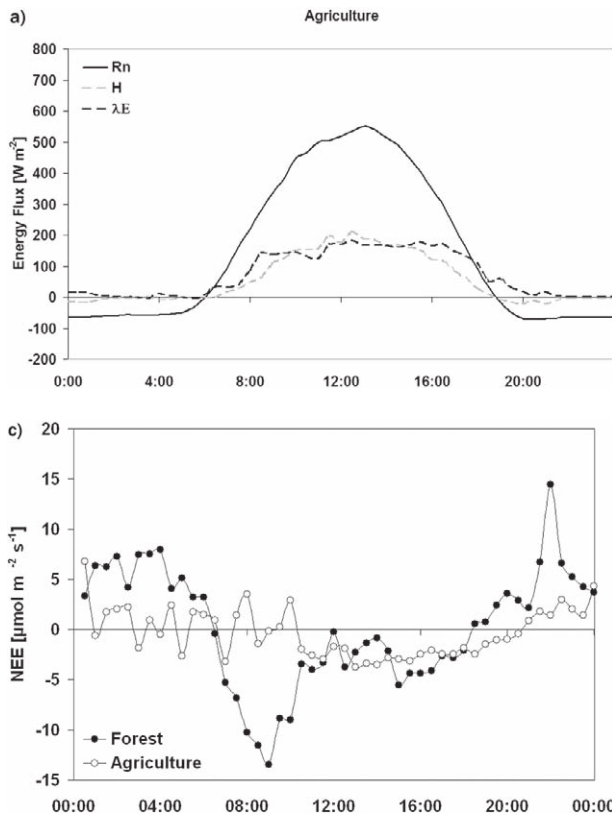 a)
Agriculture
800
700
600
500
400
300
200
100
0
-100
-200
Energy Flux [W m-2]
Rn
H
λE
0:00 4:00 8:00 12:00 16:00 20:00
c)
20
15
10
5
0
-5
-10
-15
NEE [µmol m -2 s-1]
Forest
Agriculture
00:00 04:00 08:00 12:00 16:00 20:00 00:00